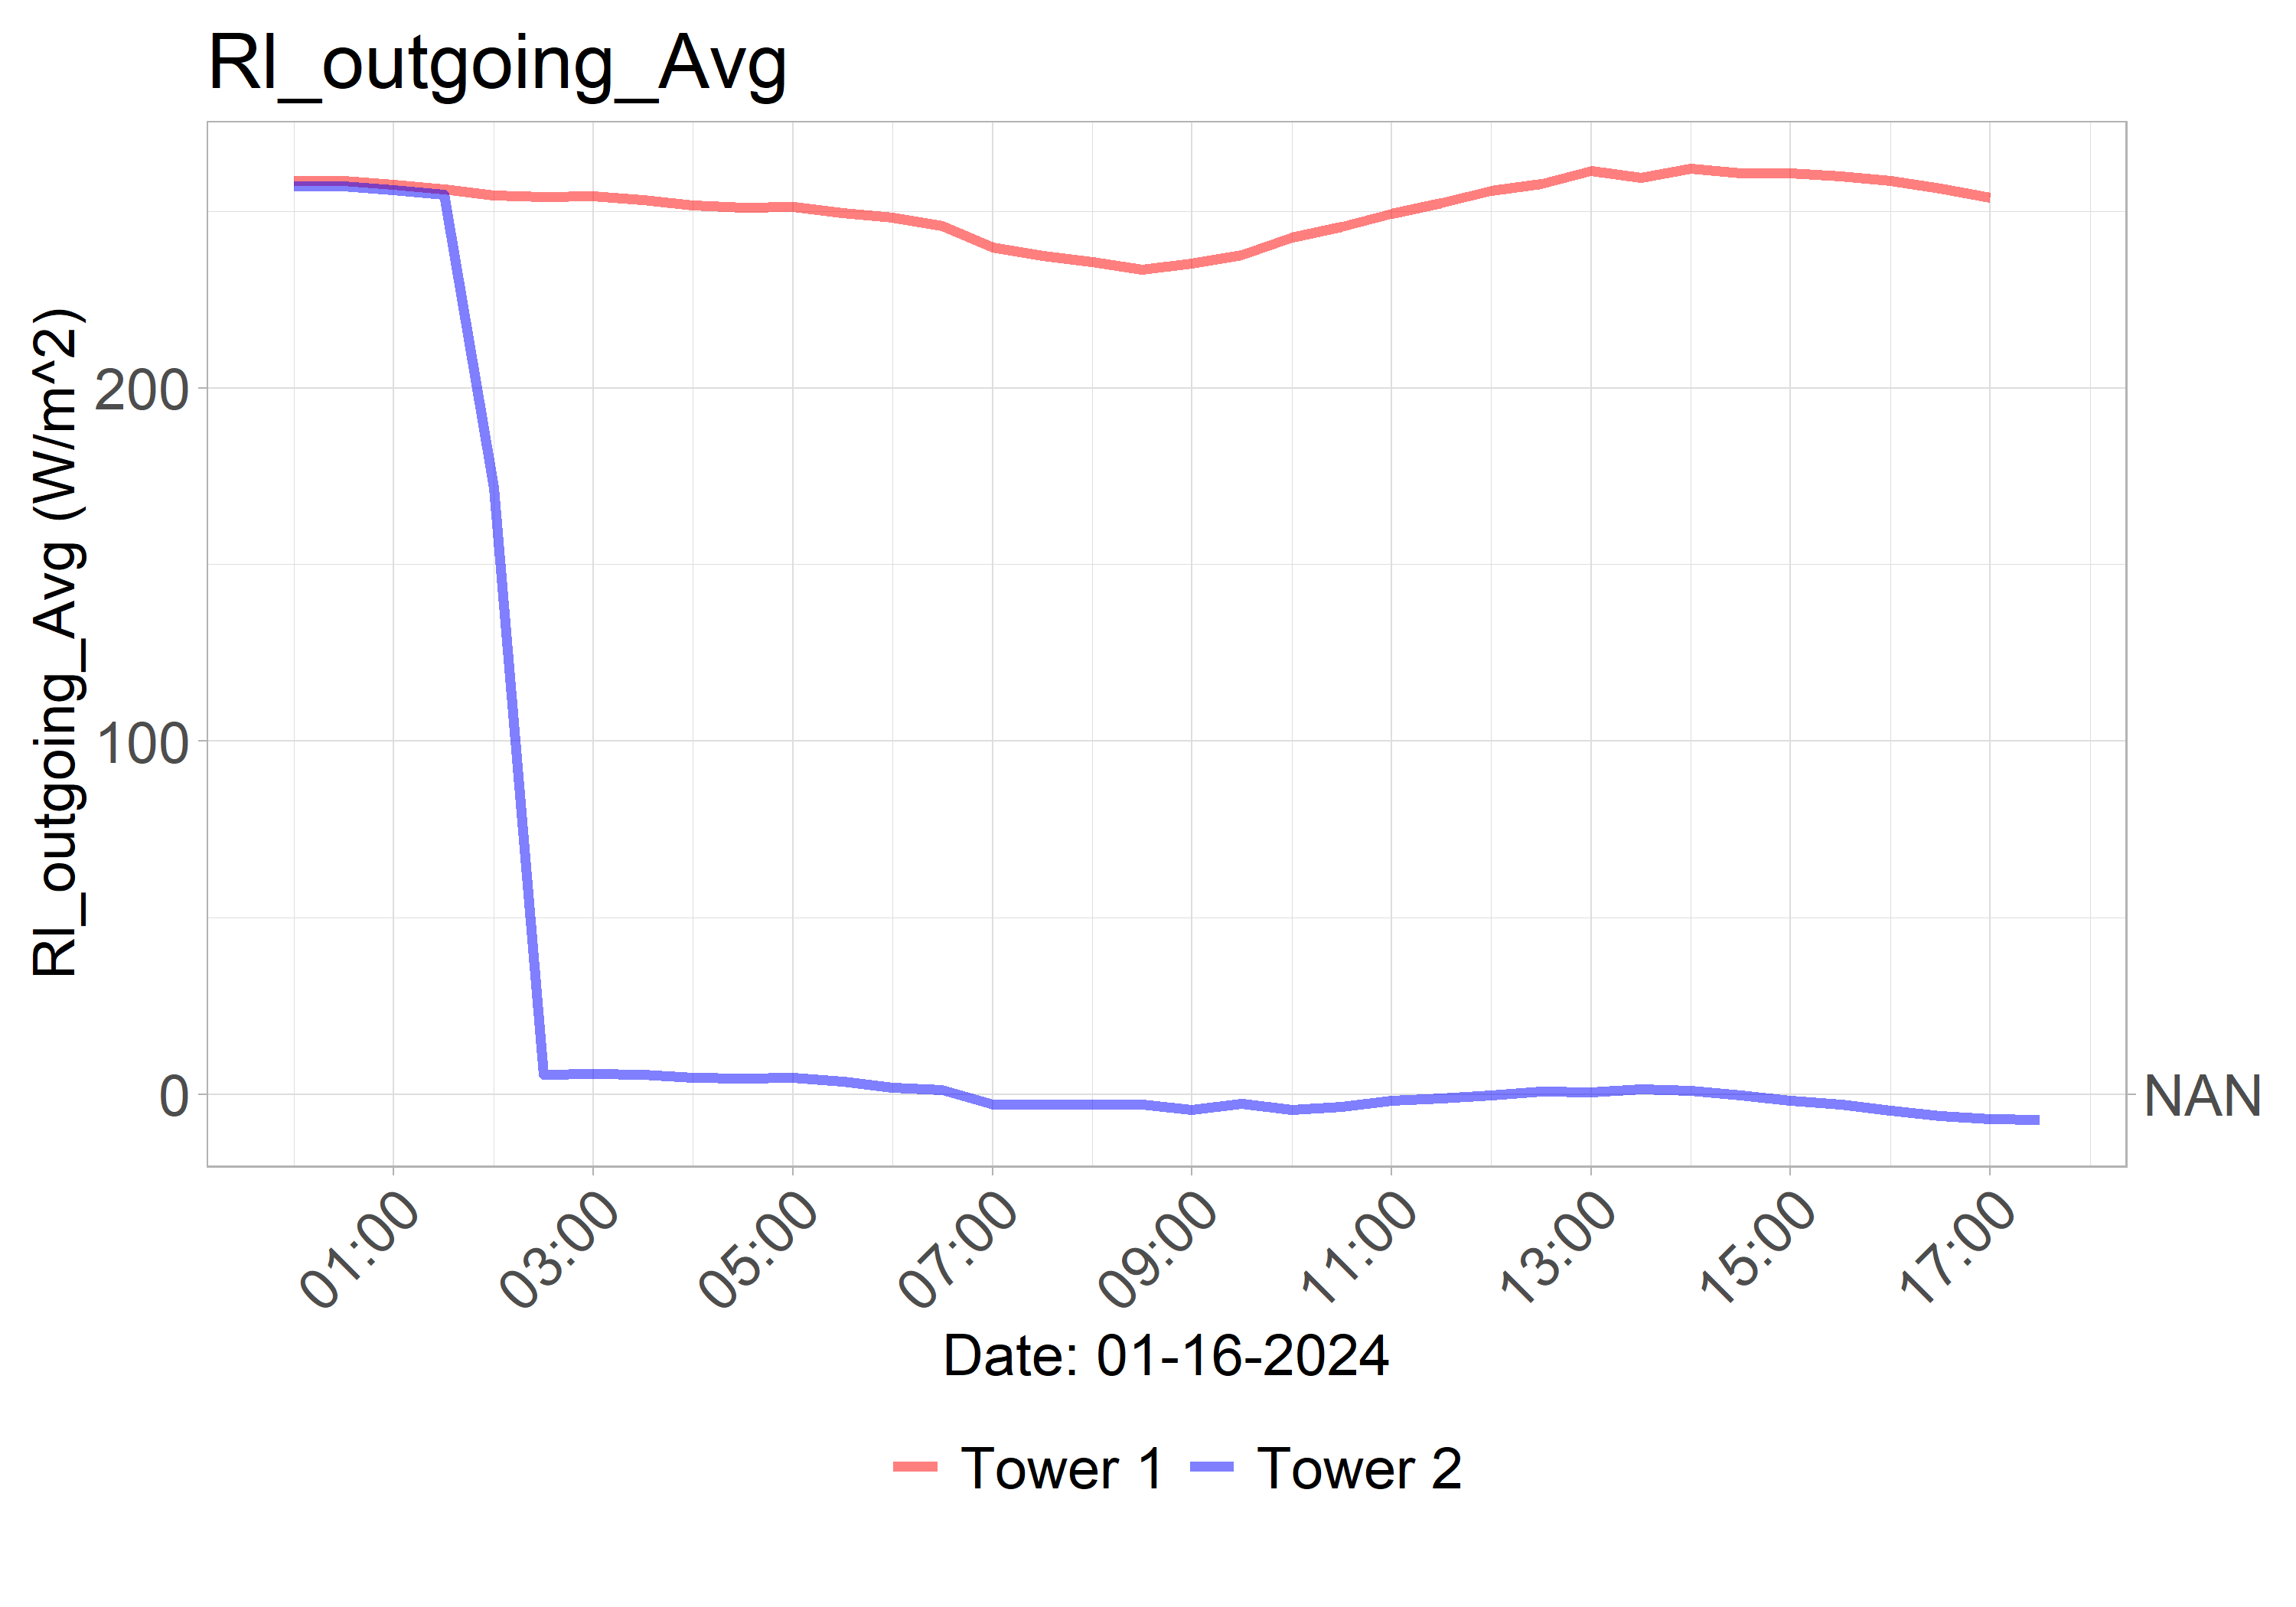 Rl_outgoing_Avg
Rl_outgoing_Avg (W/m^2)
200
100
0
NAN
01:00
03:00
05:00
07:00
09:00
11:00
13:00
15:00
17:00
Date: 01-16-2024
Tower 1
Tower 2